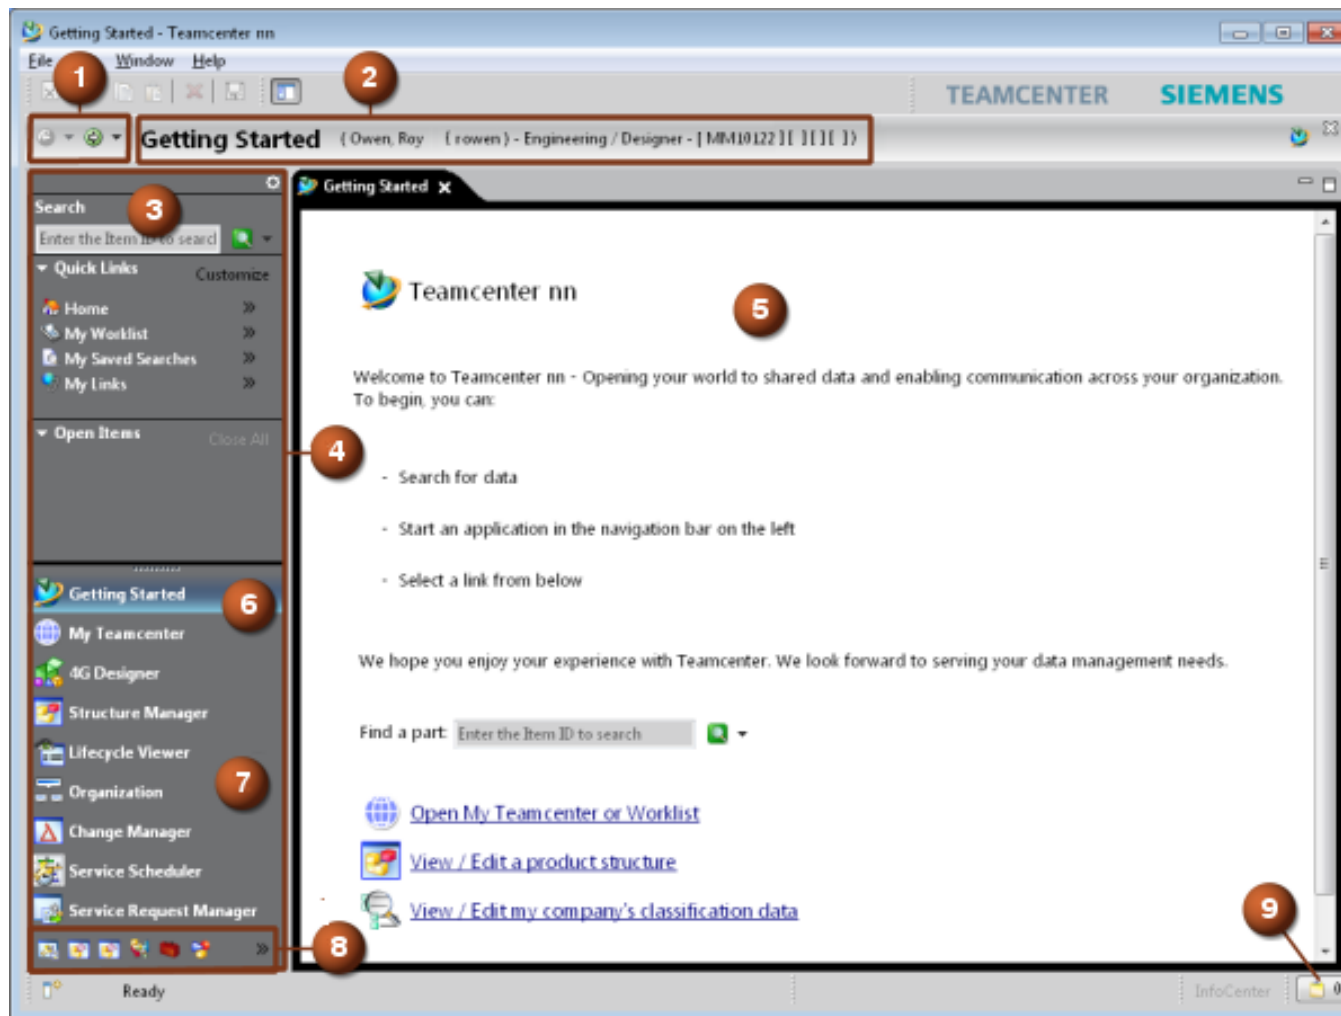 Getting Started - Teamcenter nn
File Window Help
1
2
TEAMCENTER SIEMENS
Getting Started ( Owen, Roy ( rowen ) - Engineering / Designer - [ MM10122 ] [ ] [ ] [ ] )
Getting Started
3
Search
Enter the Item ID to search
Quick Links Customize
Home
My Worklist
My Saved Searches
My Links
Open Items Close All
4
Teamcenter nn
5
Welcome to Teamcenter nn - Opening your world to shared data and enabling communication across your organization.
To begin, you can:
- Search for data
- Start an application in the navigation bar on the left
- Select a link from below
We hope you enjoy your experience with Teamcenter. We look forward to serving your data management needs.
Find a part: Enter the Item ID to search
Open My Teamcenter or Worklist
View / Edit a product structure
View / Edit my company's classification data
Getting Started
6
My Teamcenter
4G Designer
Structure Manager
Lifecycle Viewer
7
Organization
Change Manager
Service Scheduler
Service Request Manager
8
9
Ready
InfoCenter
0